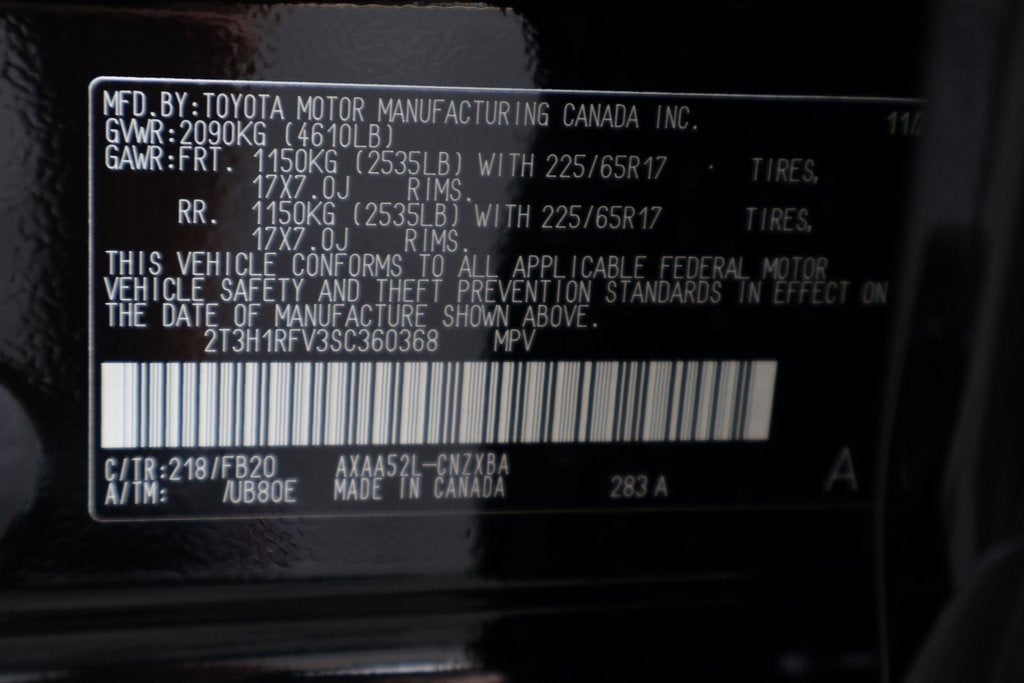 MFD.BY:TOYOTA MOTOR MANUFACTURING CANADA INC. 11/2
GVWR:2090KG (4610LB)
GAWR:FRT. 1150KG (2535LB) WITH 225/65R17 TIRES,
17X7.0J RIMS.
RR. 1150KG (2535LB) WITH 225/65R17 TIRES,
17X7.0J RIMS.
THIS VEHICLE CONFORMS TO ALL APPLICABLE FEDERAL MOTOR
VEHICLE SAFETY AND THEFT PREVENTION STANDARDS IN EFFECT ON
THE DATE OF MANUFACTURE SHOWN ABOVE.
2T3H1RFV3SC360368 MPV
C/TR:218/FB20 AXAA52L-CNZXBA
A/TM: /UB80E MADE IN CANADA 283A A